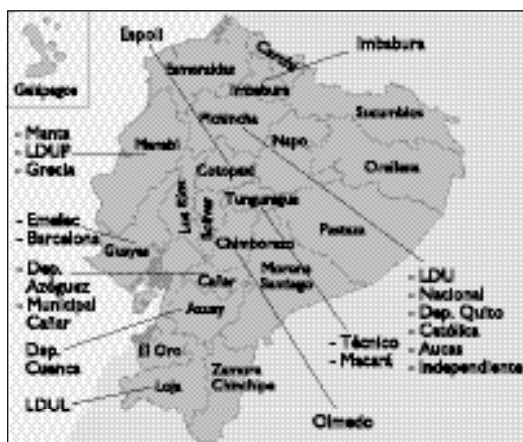 Espoli
Imbabura
Carchi
Esmeraldas
Imbabura
Galápagos
Pichincha
Sucumbíos
- Manta
- LDUP
- Grecia
Manabí
Napo
Orellana
Cotopaxi
Los Ríos
Bolívar
Tunguragua
Pastaza
- Emelec
- Barcelona
Guayas
Chimborazo
- Dep.
Azóguez
- Municipal
Cañar
Cañar
Morona
Santiago
- LDU
- Nacional
- Dep. Quito
- Católica
- Aucas
- Independiente
Azuay
Dep.
Cuenca
El Oro
- Técnico
- Macará
Zamora
Chinchipe
Loja
LDUL
Olmedo